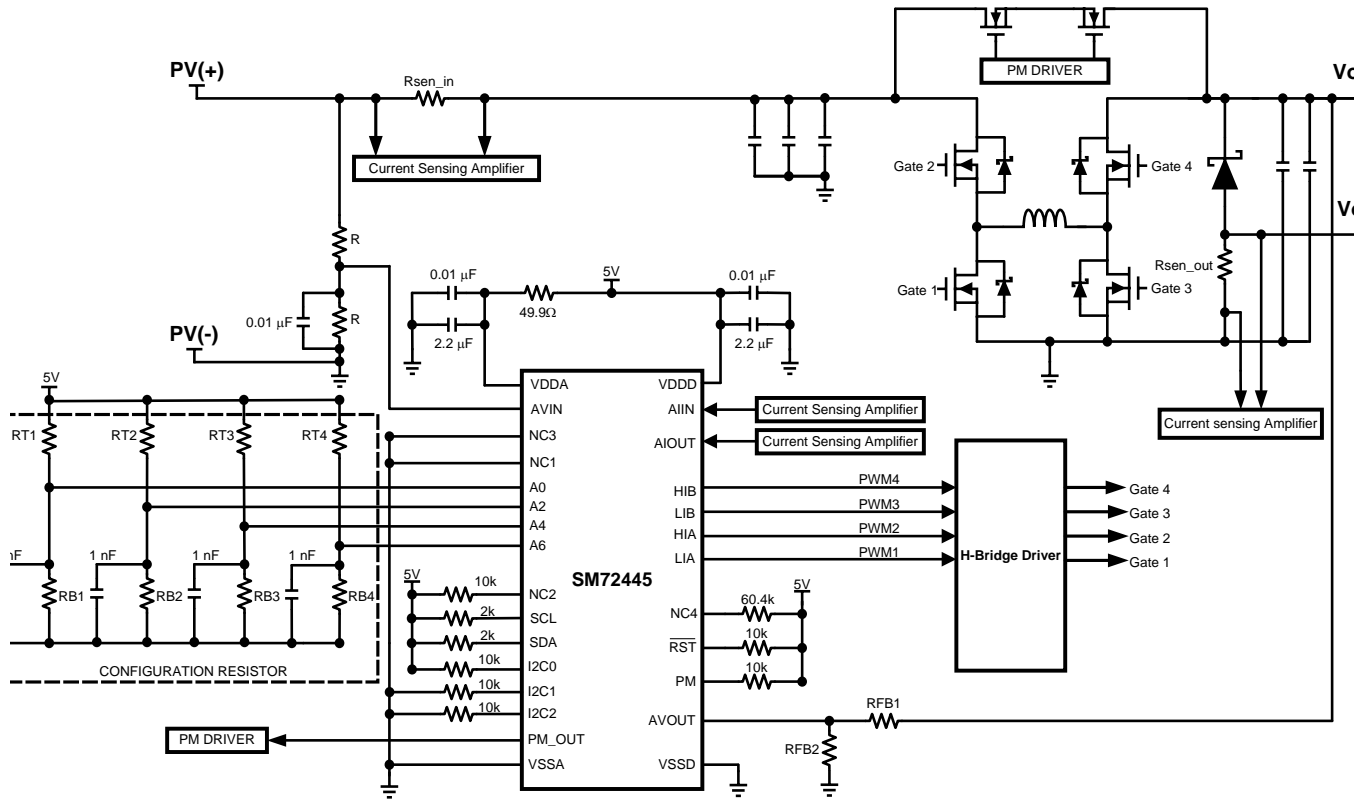 PM DRIVER
PV(+)
Rsen_in
Current Sensing Amplifier
Gate 2
Gate 4
Gate 1
Gate 3
Rsen_out
Current sensing Amplifier
R
R
0.01 µF
PV(-)
0.01 µF
2.2 µF
49.9Ω
5V
0.01 µF
2.2 µF
5V
RT1
RT2
RT3
RT4
1 nF
1 nF
1 nF
RB1
RB2
RB3
RB4
CONFIGURATION RESISTOR
VDDA
AVIN
NC3
NC1
A0
A2
A4
A6
NC2
SCL
SDA
I2C0
I2C1
I2C2
PM_OUT
VSSA
SM72445
VDDD
AIIN
AIOUT
HIB
LIB
HIA
LIA
NC4
RST
PM
AVOUT
VSSD
5V
10k
2k
2k
10k
10k
10k
PM DRIVER
Current Sensing Amplifier
Current Sensing Amplifier
PWM4
PWM3
PWM2
PWM1
H-Bridge Driver
Gate 4
Gate 3
Gate 2
Gate 1
5V
60.4k
10k
10k
RFB1
RFB2